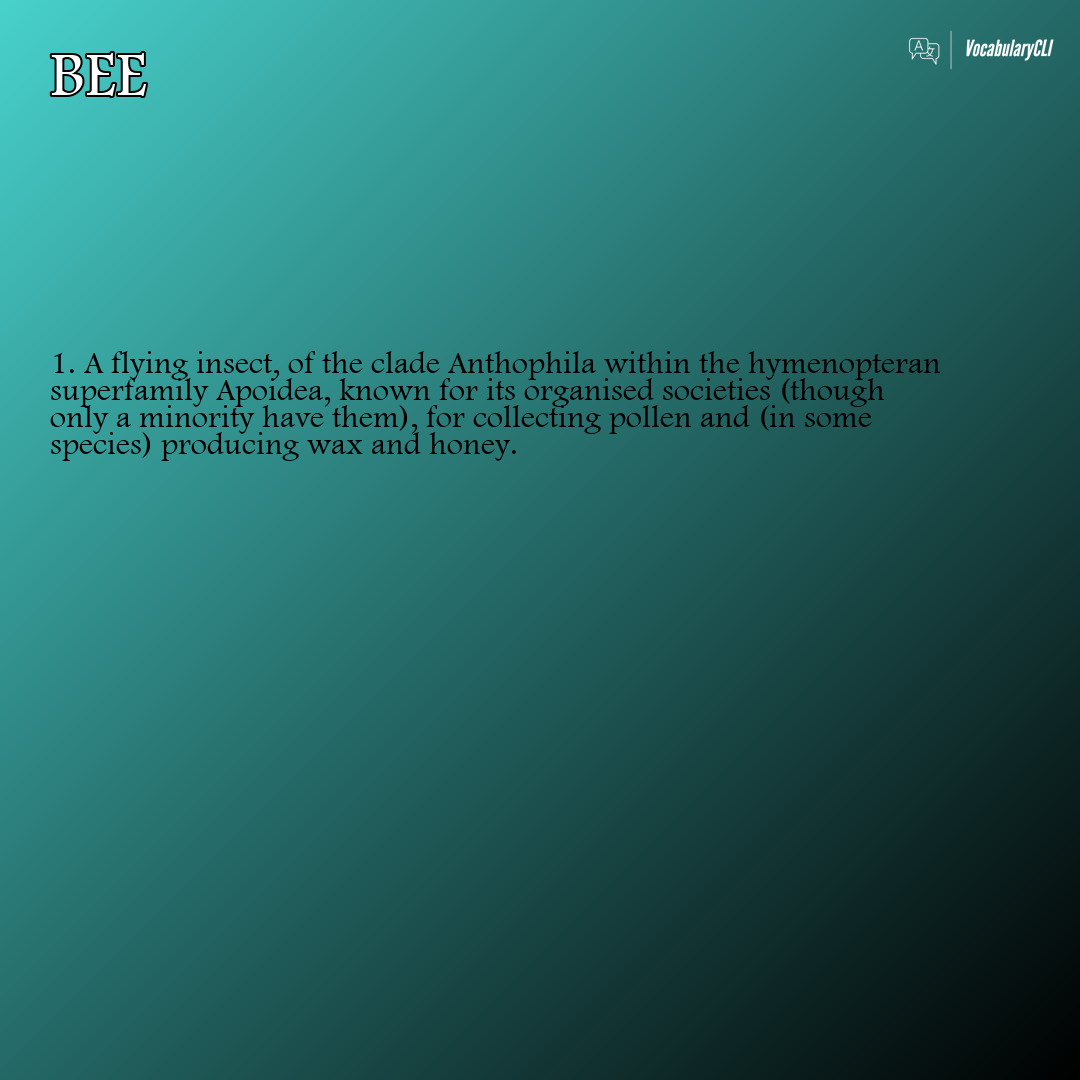 BEE
VocabularyCLI
1. A flying insect, of the clade Anthophila within the hymenopteran
superfamily Apoidea, known for its organised societies (though
only a minority have them), for collecting pollen and (in some
species) producing wax and honey.